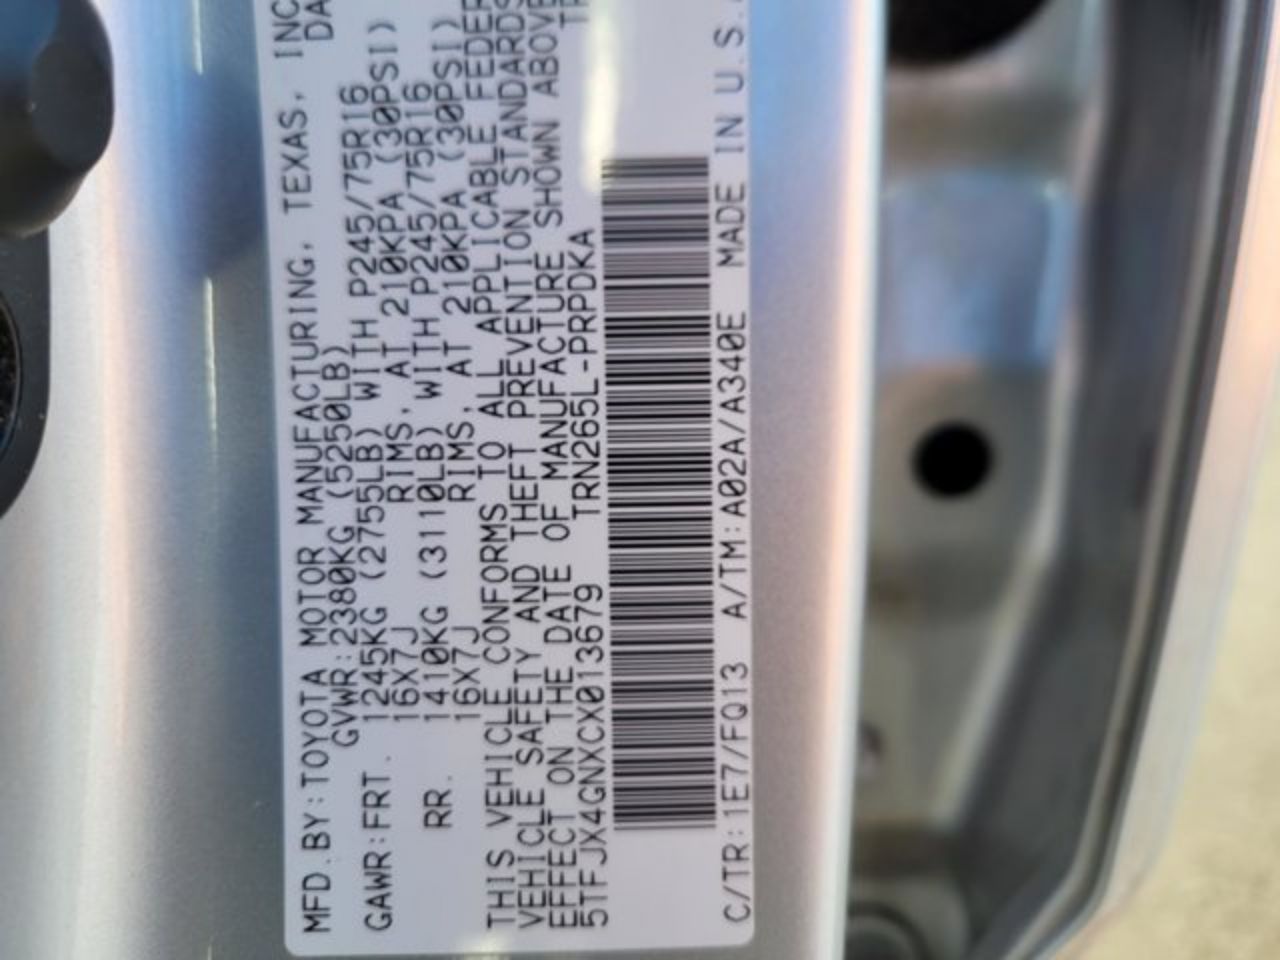 MFD.BY:TOYOTA MOTOR MANUFACTURING, TEXAS, INC
DA
GVWR:2380KG (5250LB)
GAWR:FRT. 1245KG (2755LB) WITH P245/75R16
16X7J RIMS, AT 210KPA (30PSI)
RR. 1410KG (3110LB) WITH P245/75R16
16X7J RIMS, AT 210KPA (30PSI)
THIS VEHICLE CONFORMS TO ALL APPLICABLE FEDER
VEHICLE SAFETY AND THEFT PREVENTION STANDARDS
EFFECT ON THE DATE OF MANUFACTURE SHOWN ABOVE
5TFJX4GNXCX013679 TRN265L-PRPDKA
C/TR:1E7/FQ13 A/TM:A02A/A340E MADE IN U.S.